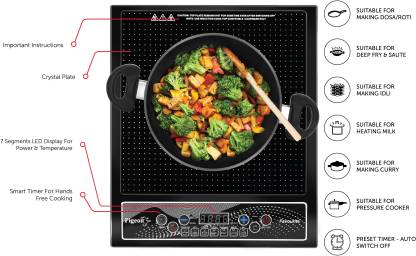 Important Instructions
Crystal Plate
7 Segments LED Display For
Power & Temperature
Smart Timer For Hands
Free Cooking
Pigeon
Favourite
SUITABLE FOR
MAKING DOSA/ROTI
SUITABLE FOR
DEEP FRY & SAUTE
SUITABLE FOR
MAKING IDLI
SUITABLE FOR
HEATING MILK
SUITABLE FOR
MAKING CURRY
SUITABLE FOR
PRESSURE COOKER
PRESET TIMER - AUTO
SWITCH OFF